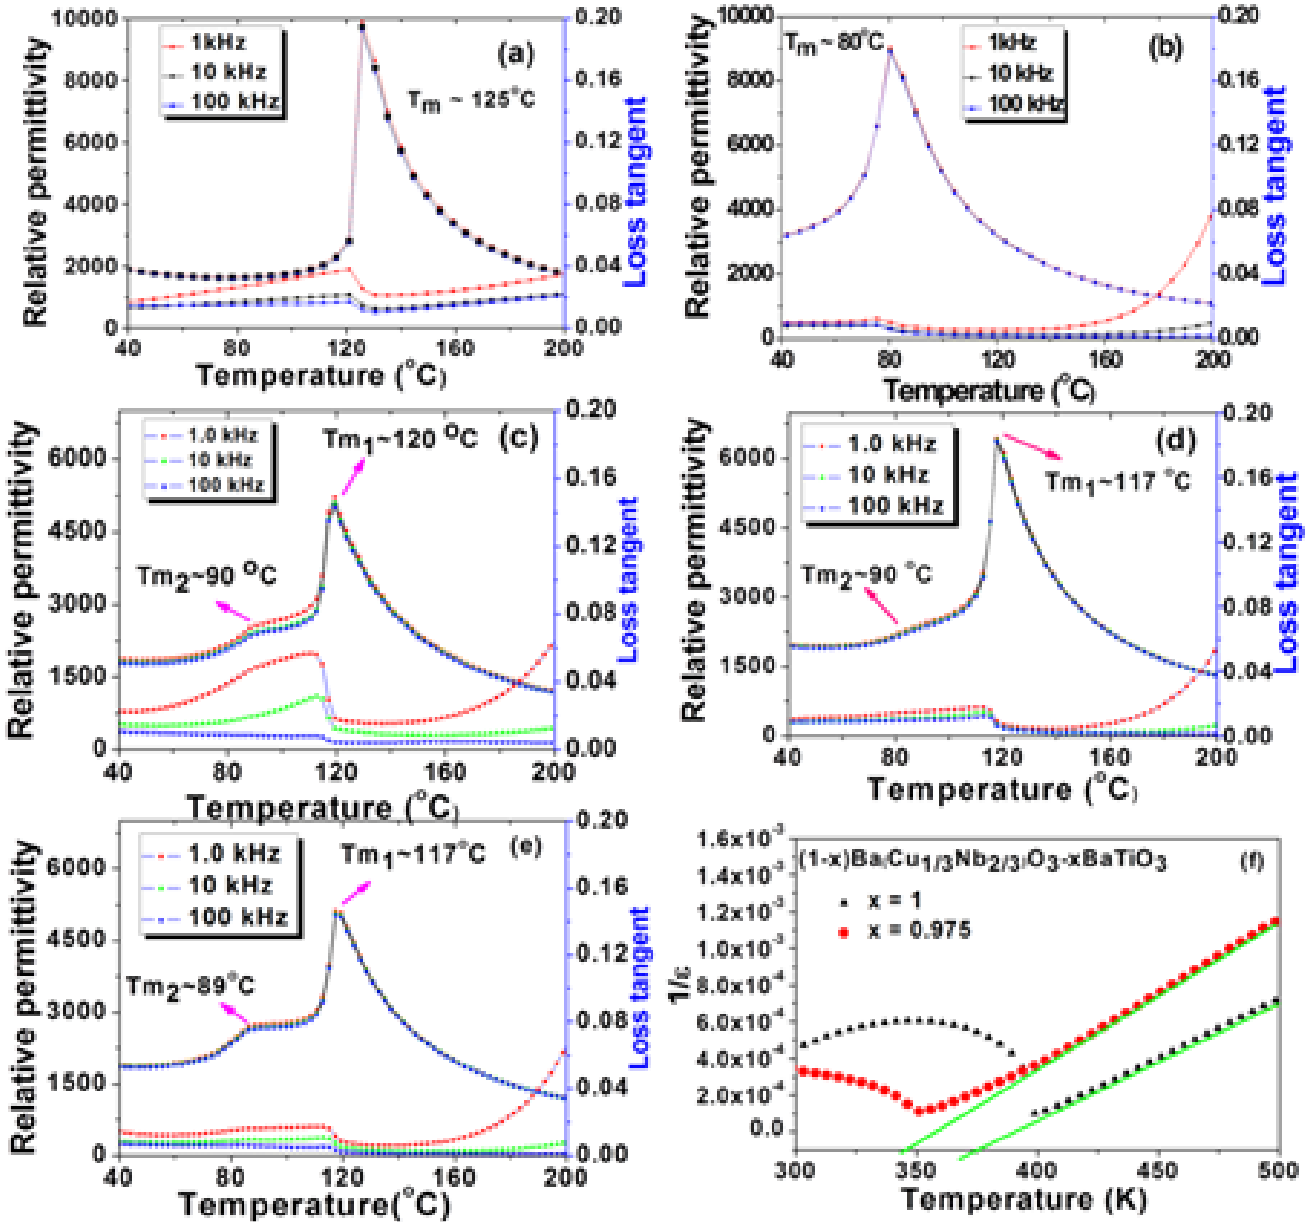 Relative permittivity
10000
8000
6000
4000
2000
0
1kHz
10 kHz
100 kHz
(a)
Tm ~ 125°C
0.20
0.16
0.12
0.08
0.04
0.00
Loss tangent
40 80 120 160 200
Temperature (°C)
Relative permittivity
10000
8000
6000
4000
2000
0
Tm ~ 80°C
(b)
1kHz
10 kHz
100 kHz
0.20
0.16
0.12
0.08
0.04
0.00
Loss tangent
40 80 120 160 200
Temperature (°C)
Relative permittivity
6000
4500
3000
1500
0
1.0 kHz
10 kHz
100 kHz
Tm1~120 °C
(c)
Tm2~90 °C
0.20
0.16
0.12
0.08
0.04
0.00
Loss tangent
40 80 120 160 200
Temperature (°C)
Relative permittivity
6000
4500
3000
1500
0
1.0 kHz
10 kHz
100 kHz
(d)
Tm1~117 °C
Tm2~90 °C
0.20
0.16
0.12
0.08
0.04
0.00
Loss tangent
40 80 120 160 200
Temperature (°C)
Relative permittivity
6000
4500
3000
1500
0
1.0 kHz
10 kHz
100 kHz
(e)
Tm1~117°C
Tm2~89°C
0.20
0.16
0.12
0.08
0.04
0.00
Loss tangent
40 80 120 160 200
Temperature(°C)
1/ε
1.6x10⁻³
1.4x10⁻³
1.2x10⁻³
1.0x10⁻³
8.0x10⁻⁴
6.0x10⁻⁴
4.0x10⁻⁴
2.0x10⁻⁴
0.0
(f)
(1-x)Ba(Cu1/3Nb2/3)O3-xBaTiO3
x = 1
x = 0.975
300 350 400 450 500
Temperature (K)